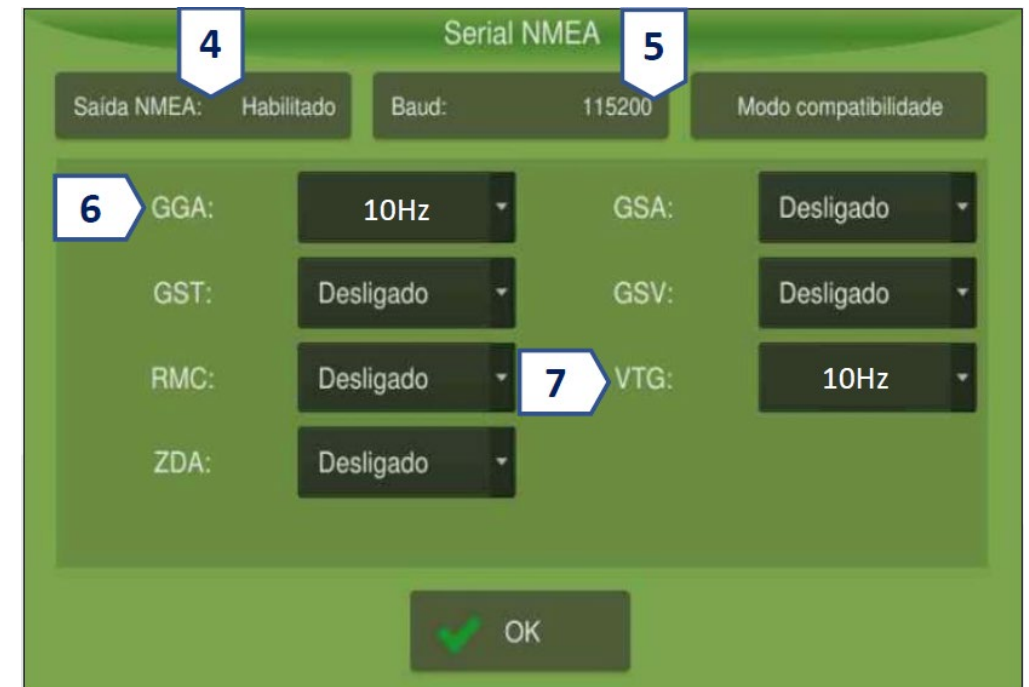 Serial NMEA
4
5
Saída NMEA: Habilitado
Baud: 115200
Modo compatibilidade
6
GGA: 10Hz
GSA: Desligado
GST: Desligado
GSV: Desligado
RMC: Desligado
7
VTG: 10Hz
ZDA: Desligado
OK